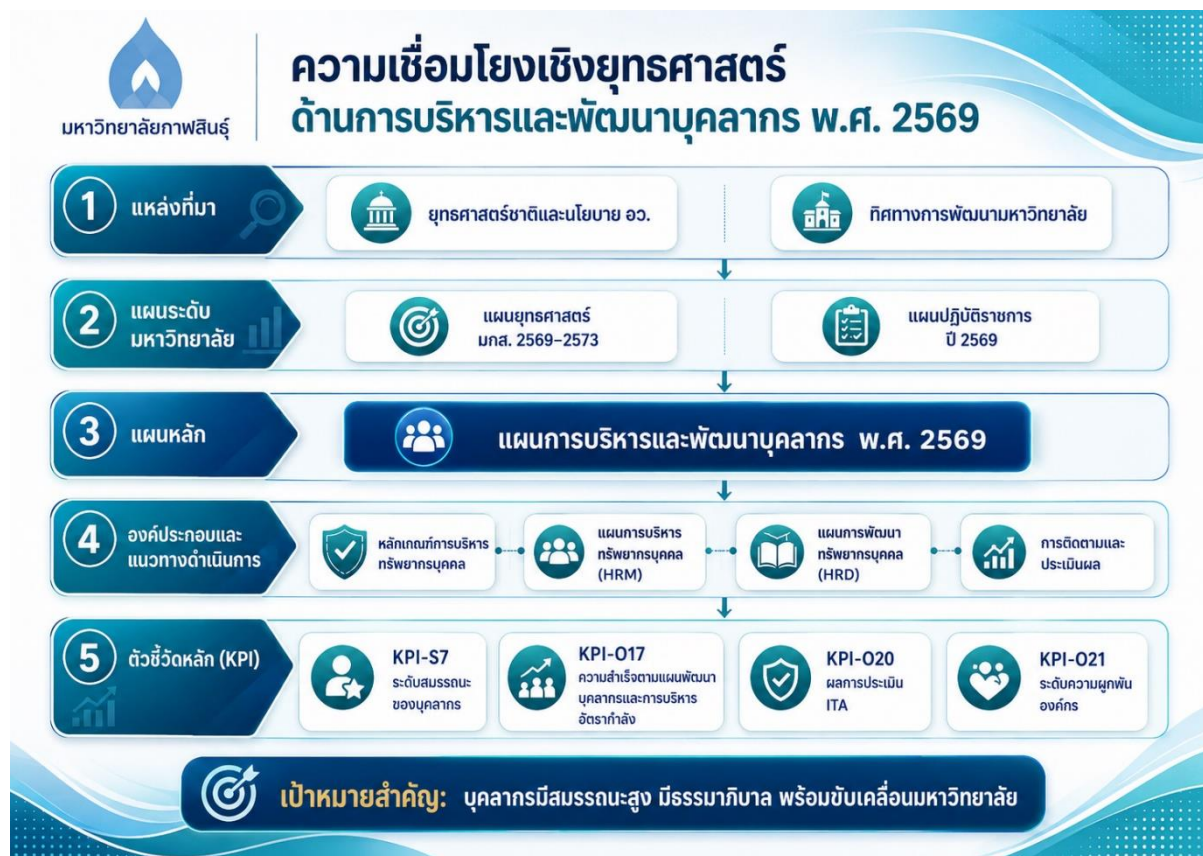 มหาวิทยาลัยกาฬสินธุ์
ความเชื่อมโยงเชิงยุทธศาสตร์
ด้านการบริหารและพัฒนาบุคลากร พ.ศ. 2569
1
แหล่งที่มา
ยุทธศาสตร์ชาติและนโยบาย อว.
ทิศทางการพัฒนามหาวิทยาลัย
2
แผนระดับ
มหาวิทยาลัย
แผนยุทธศาสตร์
มกส. 2569–2573
แผนปฏิบัติราชการ
ปี 2569
3
แผนหลัก
แผนการบริหารและพัฒนาบุคลากร พ.ศ. 2569
4
องค์ประกอบและ
แนวทางดำเนินการ
หลักเกณฑ์การบริหาร
ทรัพยากรบุคคล
แผนการบริหาร
ทรัพยากรบุคคล
(HRM)
แผนการพัฒนา
ทรัพยากรบุคคล
(HRD)
การติดตามและ
ประเมินผล
5
ตัวชี้วัดหลัก (KPI)
KPI-S7
ระดับสมรรถนะ
ของบุคลากร
KPI-O17
ความสำเร็จตามแผนพัฒนา
บุคลากรและการบริหาร
อัตรากำลัง
KPI-O20
ผลการประเมิน
ITA
KPI-O21
ระดับความผูกพัน
องค์กร
เป้าหมายสำคัญ: บุคลากรมีสมรรถนะสูง มีธรรมาภิบาล พร้อมขับเคลื่อนมหาวิทยาลัย